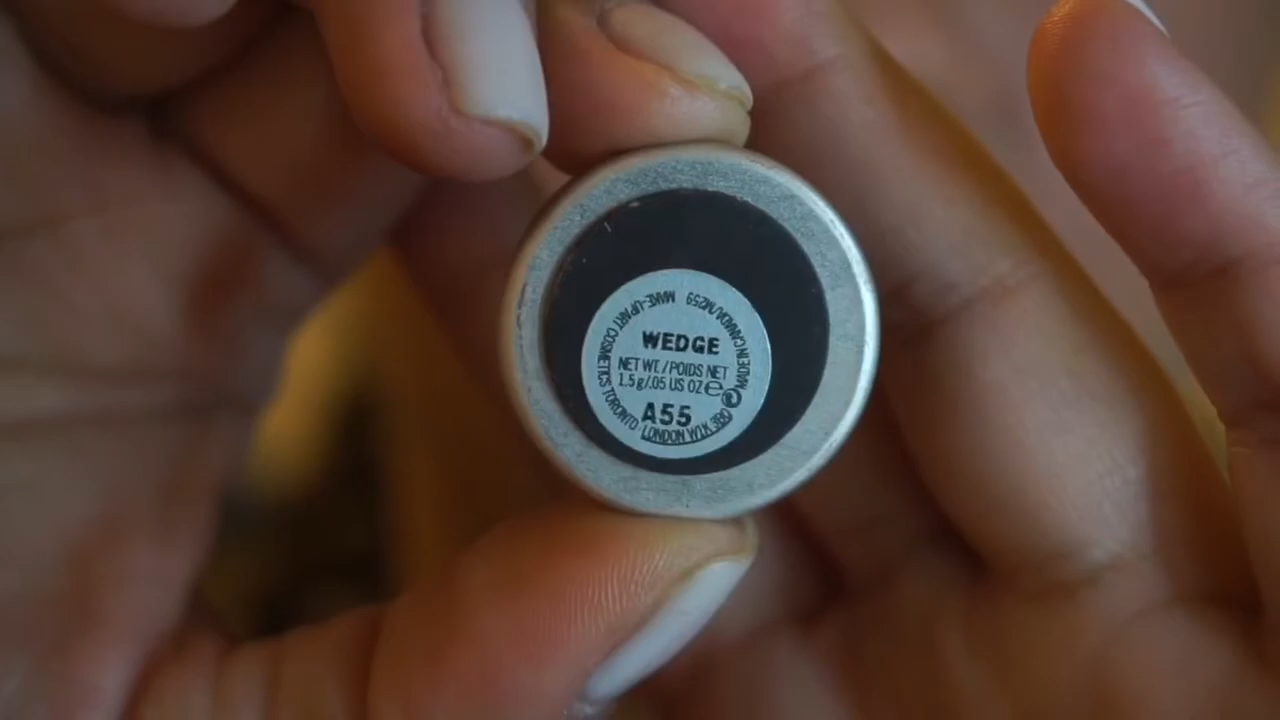 MAKE-UP ART COSMETICS TORONTO LONDON W1K 3BD
MADE IN CANADA/M259
WEDGE
NET WT. / POIDS NET
1.5 g/.05 US OZ e
A55